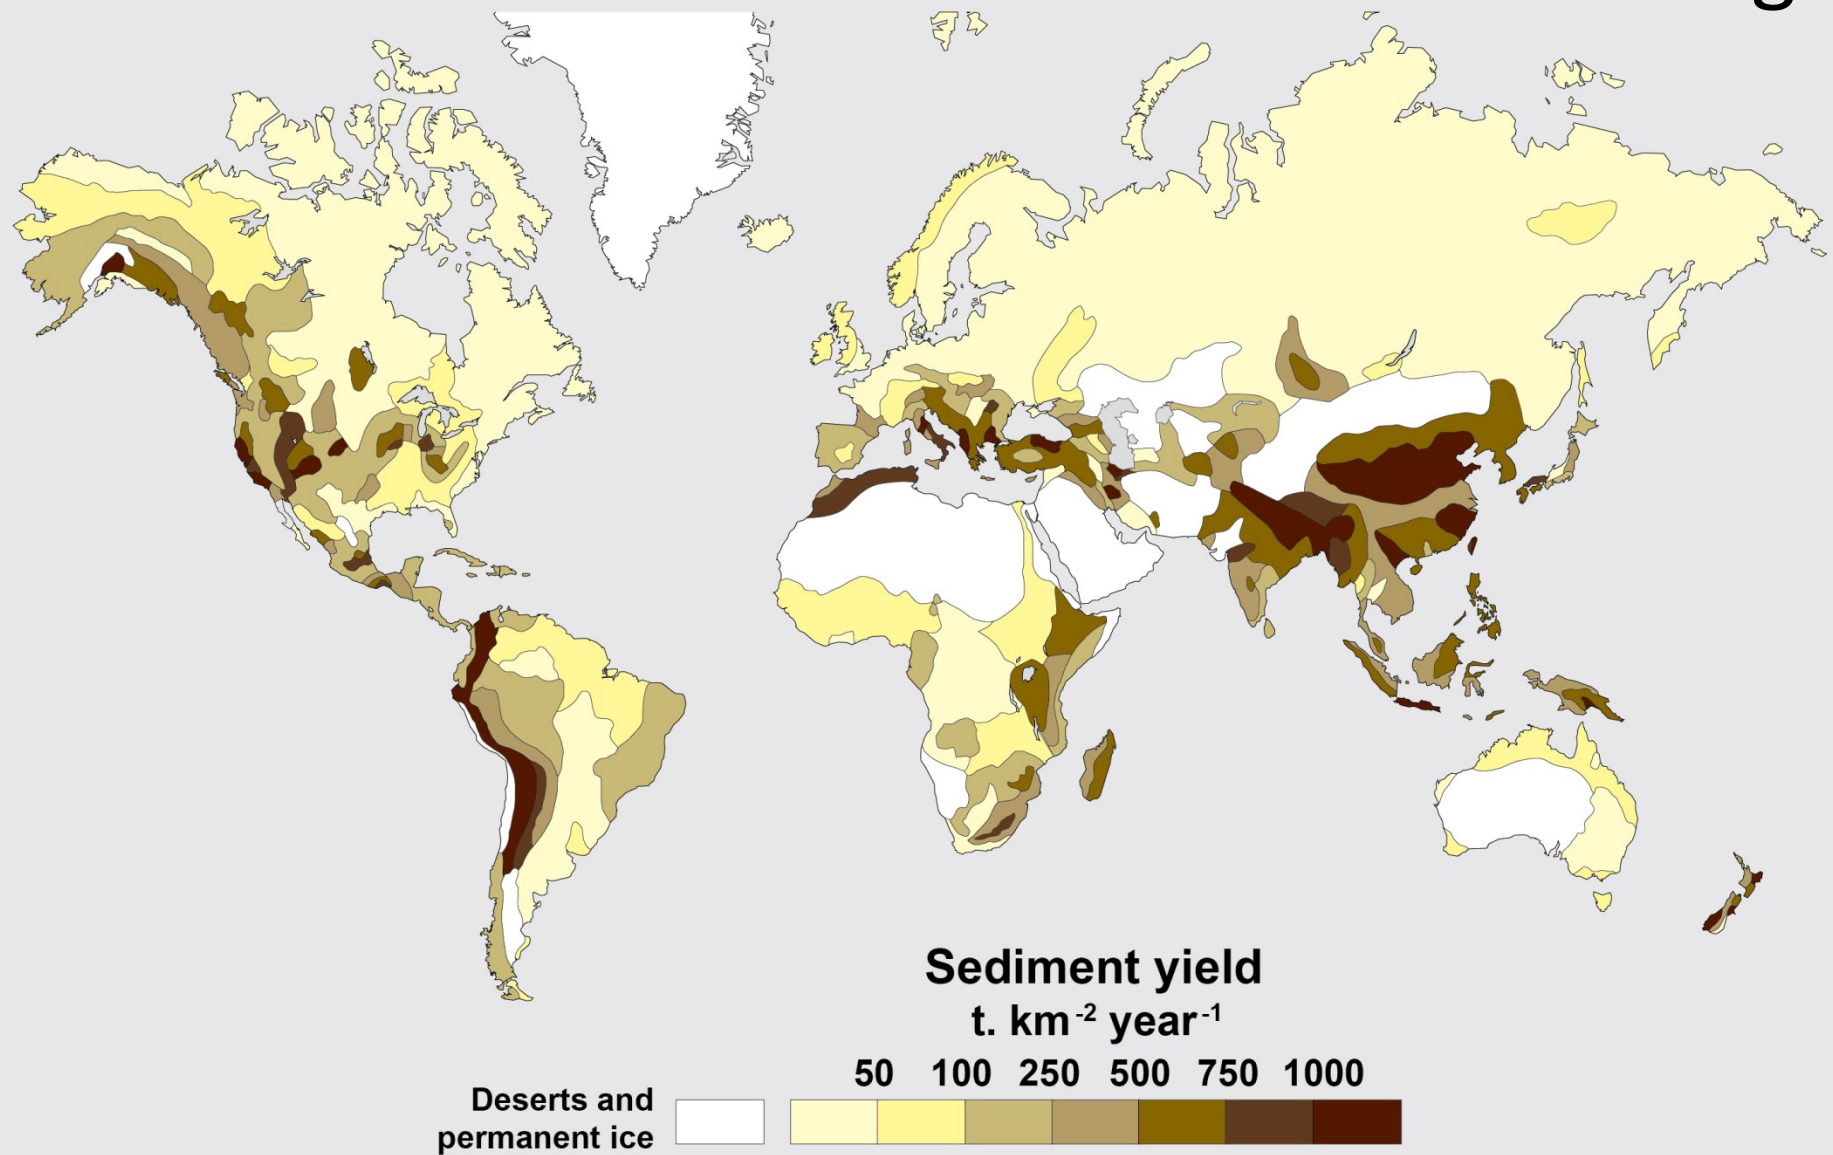 Sediment yield
t. km-2 year-1
50 100 250 500 750 1000
Deserts and
permanent ice